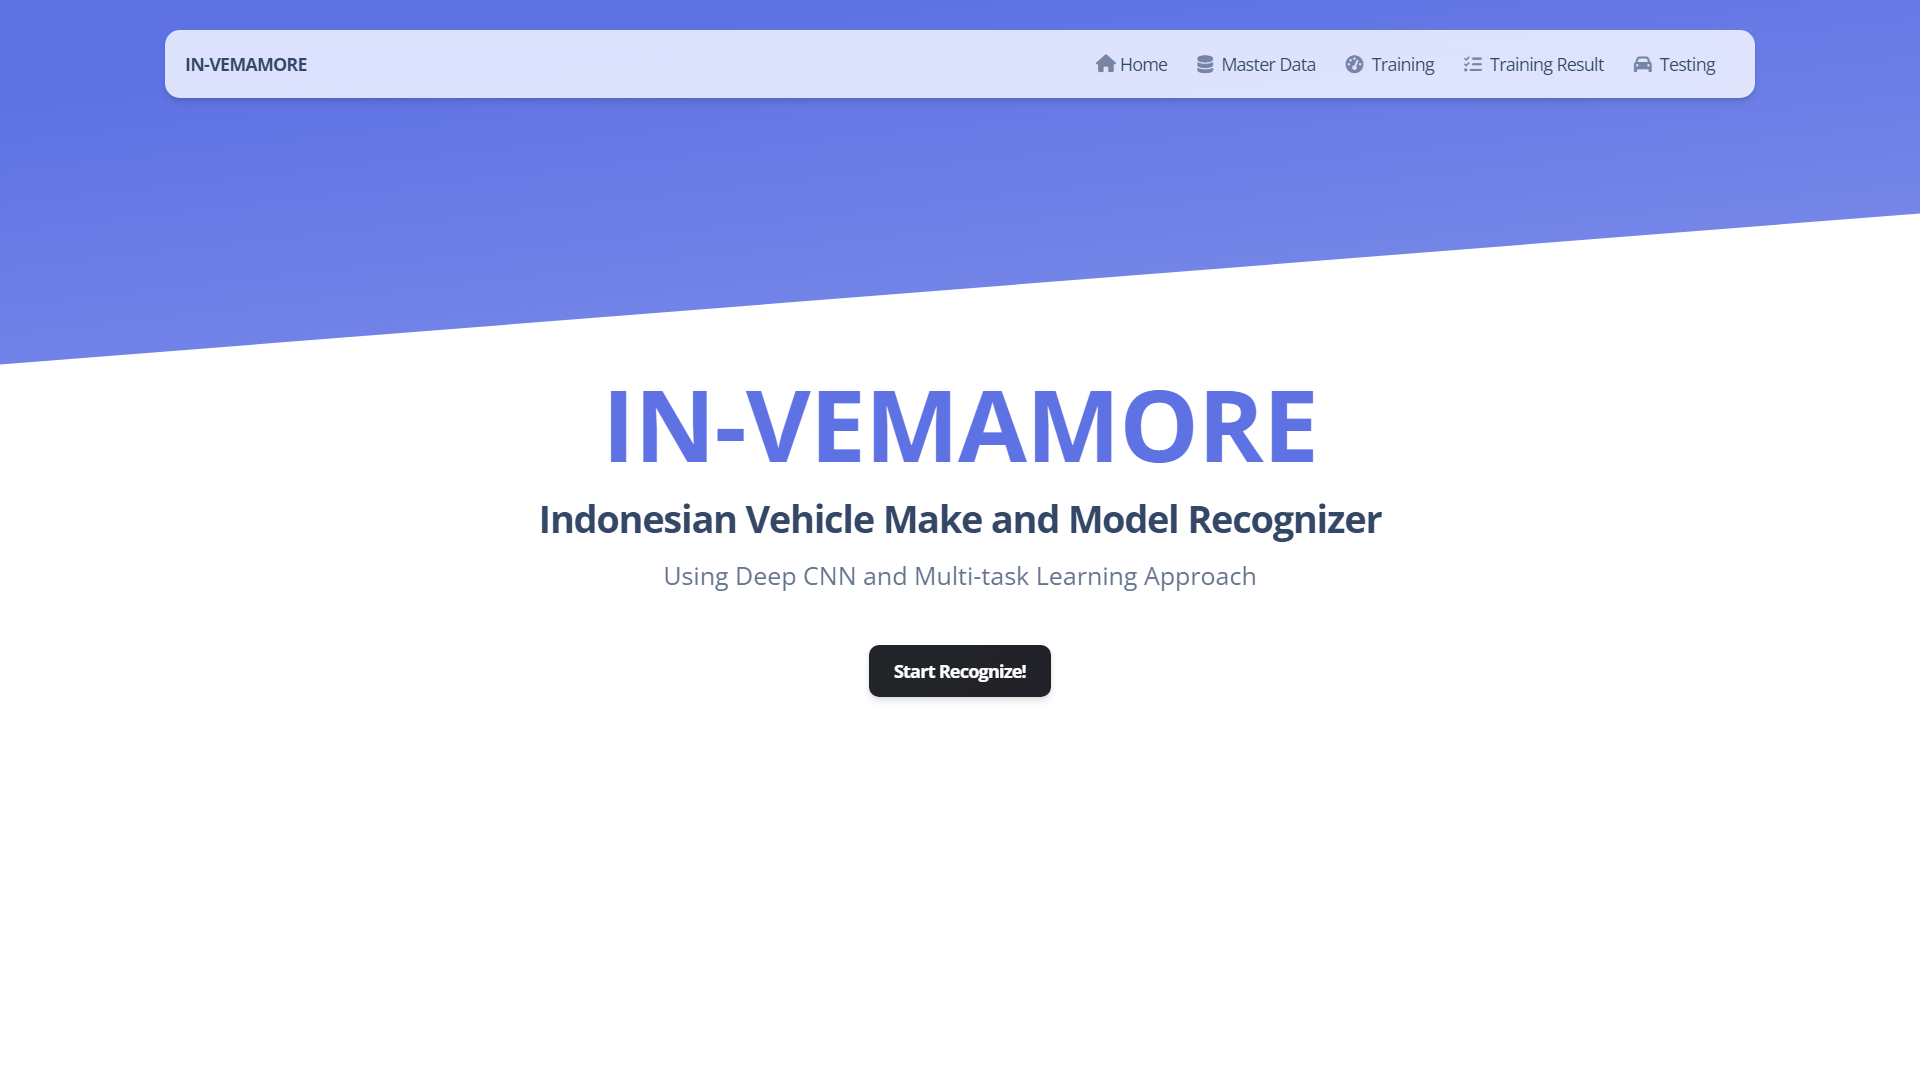 IN-VEMAMORE
Home
Master Data
Training
Training Result
Testing
IN-VEMAMORE
Indonesian Vehicle Make and Model Recognizer
Using Deep CNN and Multi-task Learning Approach
Start Recognize!